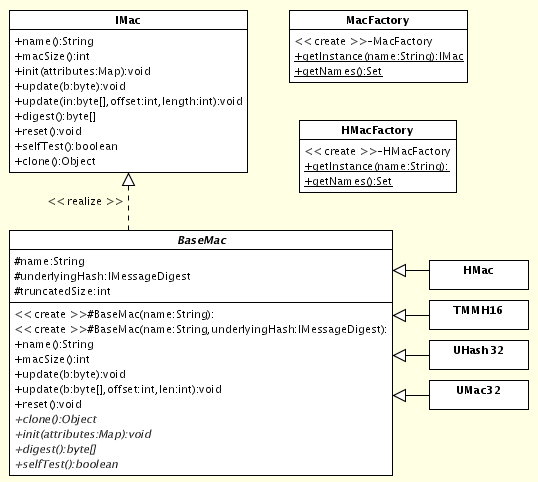 IMac
+name():String
+macSize():int
+init(attributes:Map):void
+update(b:byte):void
+update(in:byte[],offset:int,length:int):void
+digest():byte[]
+reset():void
+selfTest():boolean
+clone():Object
MacFactory
<< create >>-MacFactory
+getInstance(name:String):IMac
+getNames():Set
HMacFactory
<< create >>-HMacFactory
+getInstance(name:String):
+getNames():Set
<< realize >>
BaseMac
#name:String
#underlyingHash:IMessageDigest
#truncatedSize:int
<< create >>#BaseMac(name:String):
<< create >>#BaseMac(name:String,underlyingHash:IMessageDigest):
+name():String
+macSize():int
+update(b:byte):void
+update(b:byte[],offset:int,len:int):void
+reset():void
+clone():Object
+init(attributes:Map):void
+digest():byte[]
+selfTest():boolean
HMac
TMMH16
UHash32
UMac32